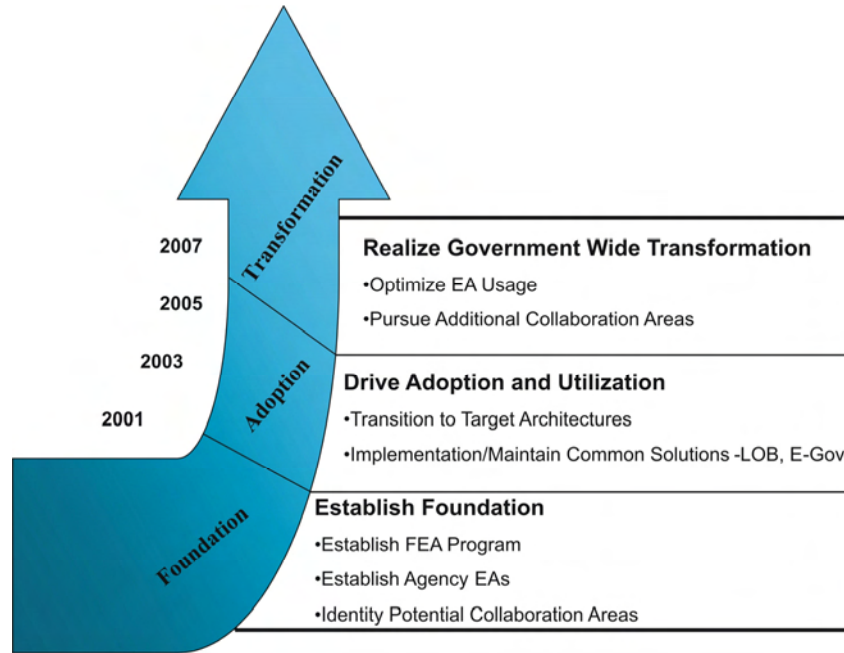 Transformation
2007
Realize Government Wide Transformation
•Optimize EA Usage
2005
•Pursue Additional Collaboration Areas
2003
Adoption
Drive Adoption and Utilization
2001
•Transition to Target Architectures
•Implementation/Maintain Common Solutions -LOB, E-Gov
Foundation
Establish Foundation
•Establish FEA Program
•Establish Agency EAs
•Identity Potential Collaboration Areas